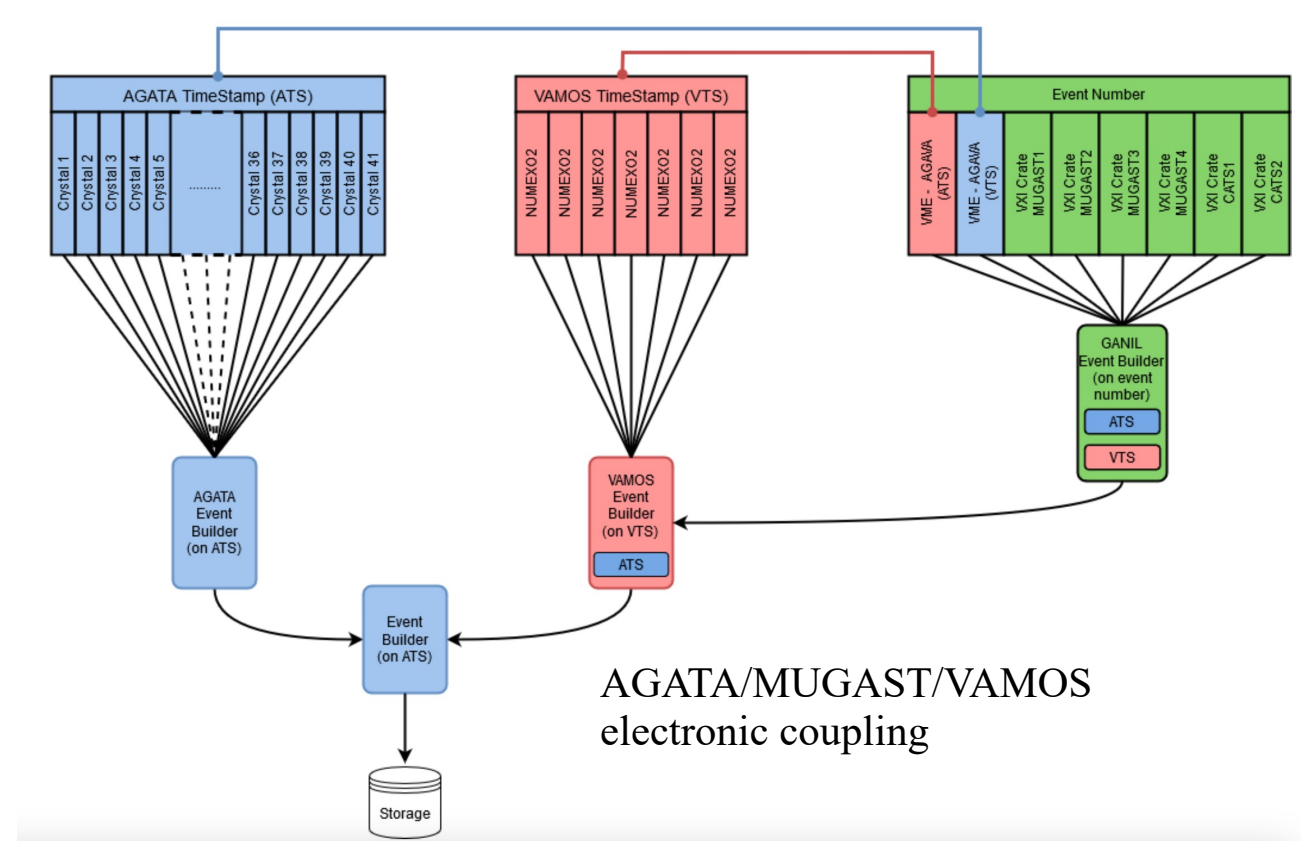 AGATA TimeStamp (ATS)
Crystal 1
Crystal 2
Crystal 3
Crystal 4
Crystal 5
.........
Crystal 36
Crystal 37
Crystal 38
Crystal 39
Crystal 40
Crystal 41
VAMOS TimeStamp (VTS)
NUMEXO2
NUMEXO2
NUMEXO2
NUMEXO2
NUMEXO2
NUMEXO2
NUMEXO2
Event Number
VME - AGAVA
(ATS)
VME - AGAVA
(VTS)
VXI Crate
MUGAST1
VXI Crate
MUGAST2
VXI Crate
MUGAST3
VXI Crate
MUGAST4
VXI Crate
CATS1
VXI Crate
CATS2
GANIL
Event Builder
(on event
number)
ATS
VTS
AGATA
Event
Builder
(on ATS)
VAMOS
Event
Builder
(on VTS)
ATS
Event
Builder
(on ATS)
AGATA/MUGAST/VAMOS
electronic coupling
Storage